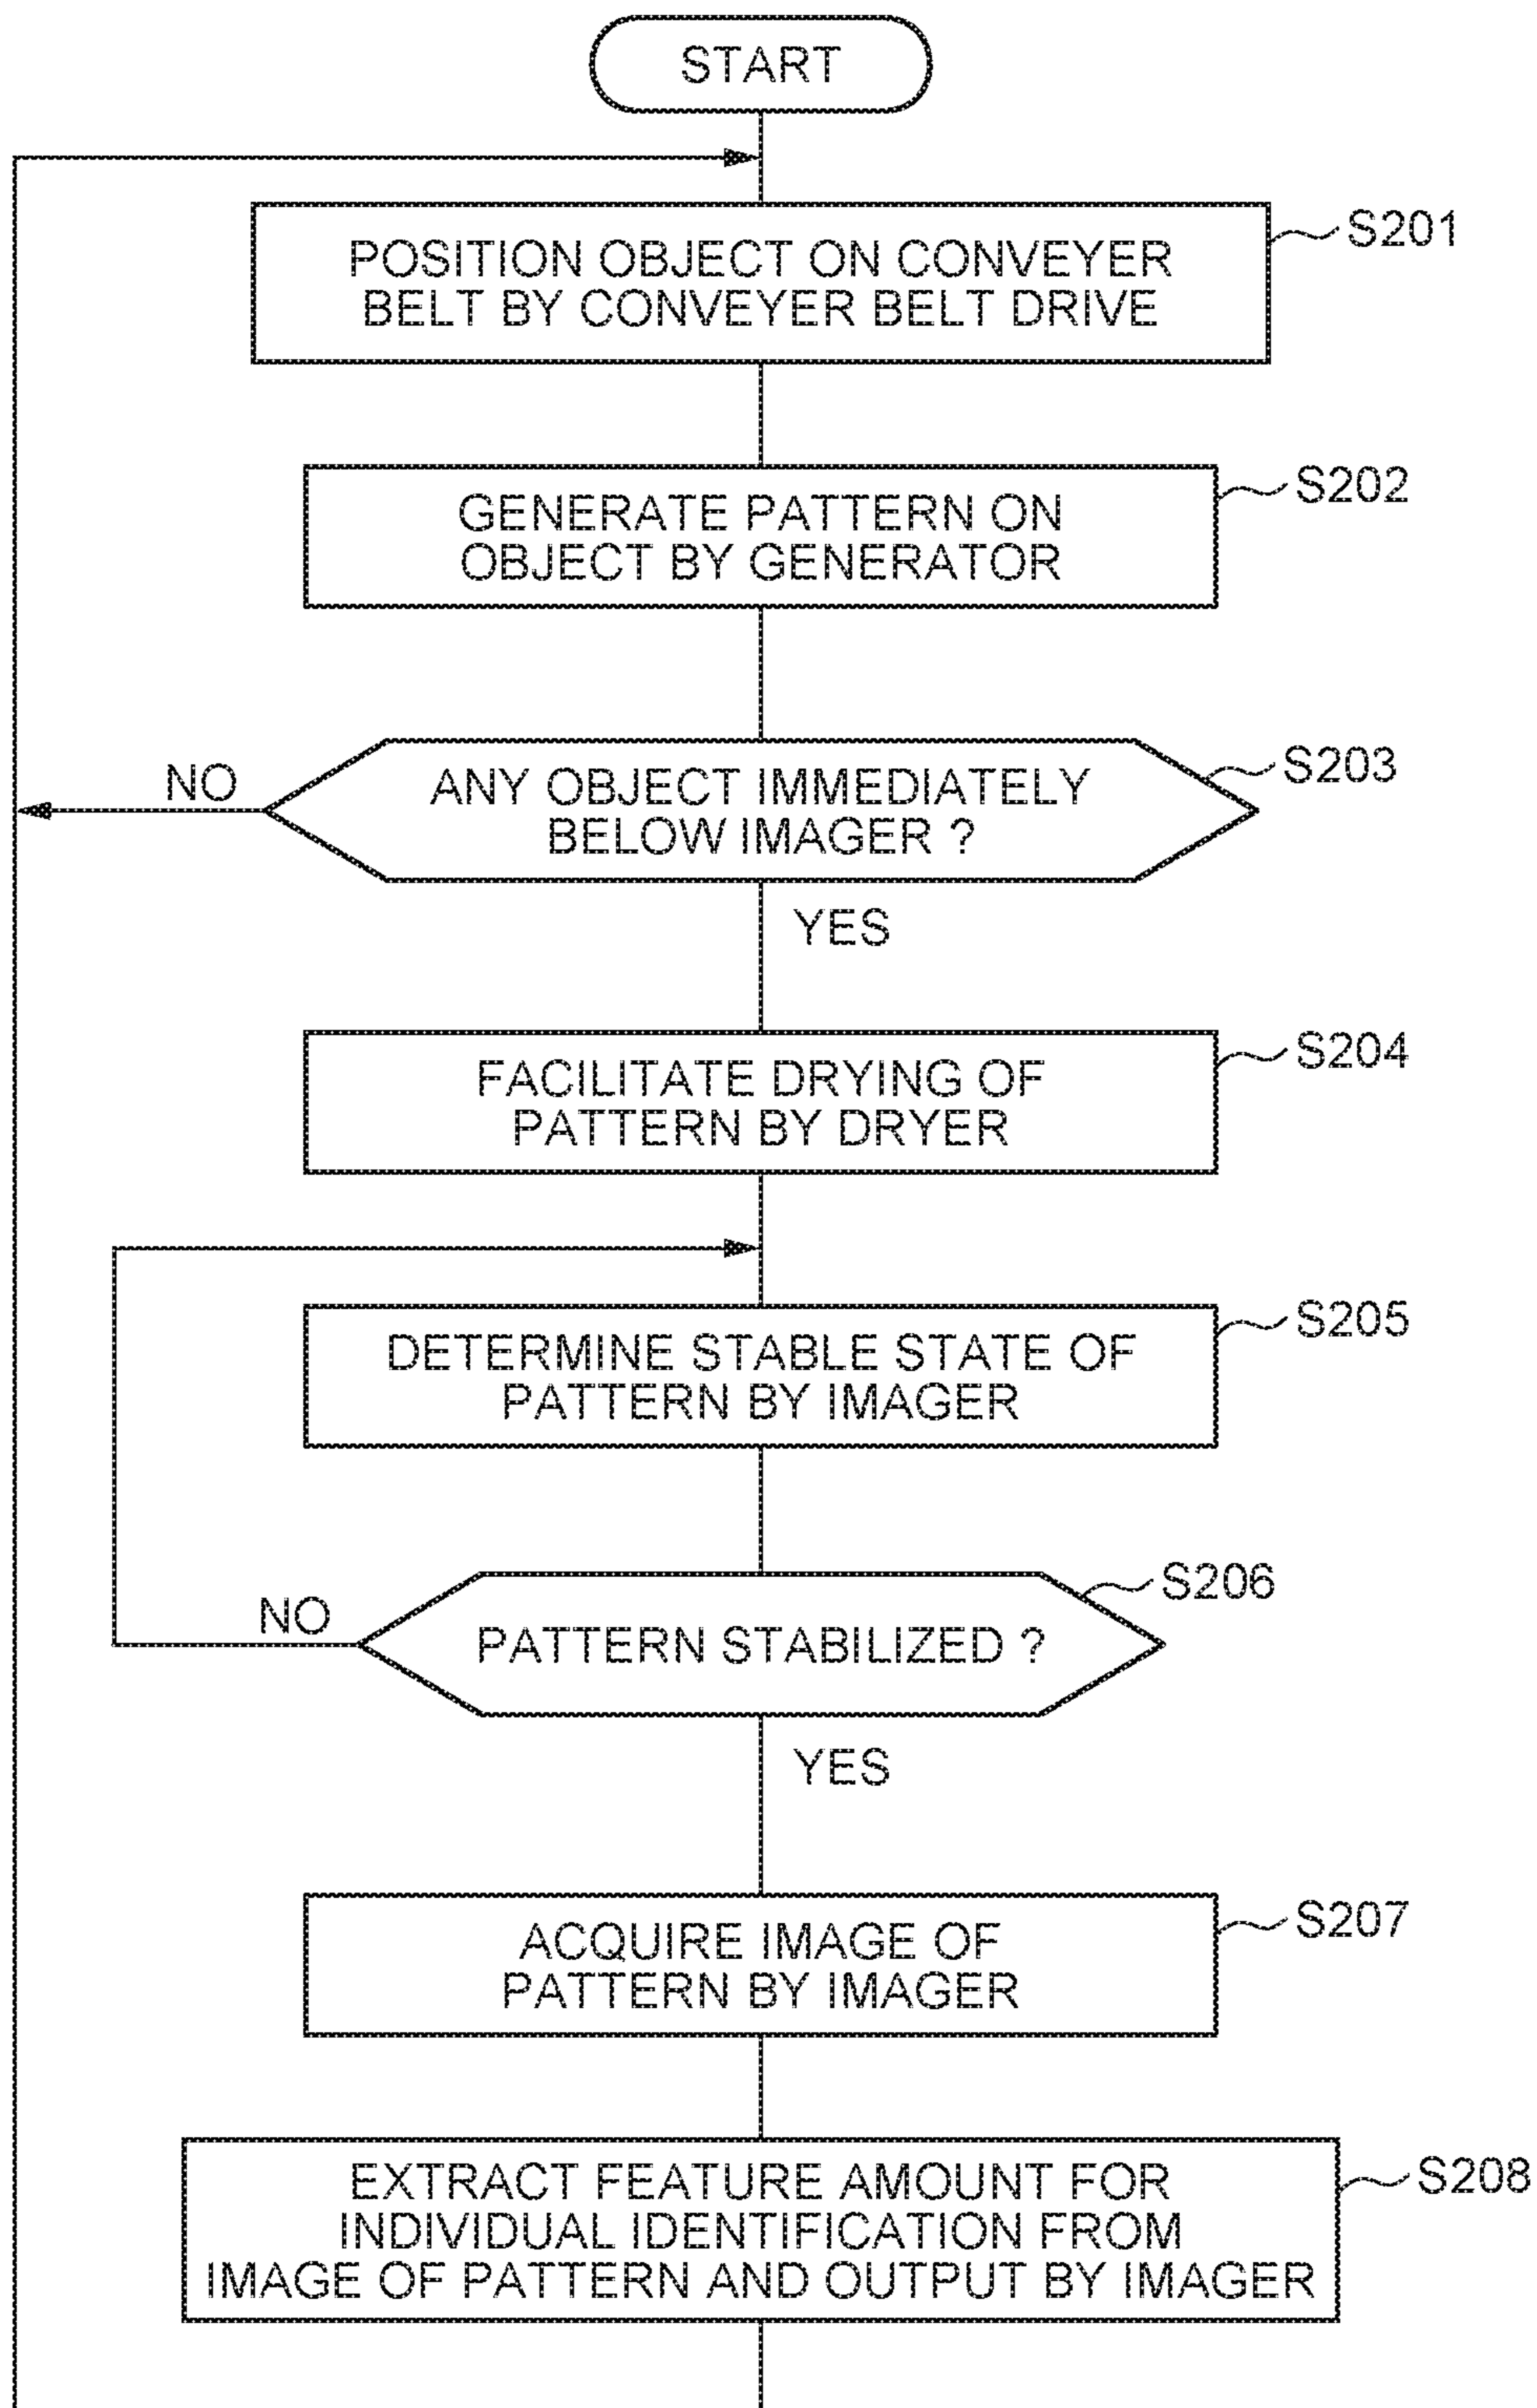 START
POSITION OBJECT ON CONVEYER
BELT BY CONVEYER BELT DRIVE
S201
GENERATE PATTERN ON
OBJECT BY GENERATOR
S202
NO
ANY OBJECT IMMEDIATELY
BELOW IMAGER ?
S203
YES
FACILITATE DRYING OF
PATTERN BY DRYER
S204
DETERMINE STABLE STATE OF
PATTERN BY IMAGER
S205
NO
PATTERN STABILIZED ?
S206
YES
ACQUIRE IMAGE OF
PATTERN BY IMAGER
S207
EXTRACT FEATURE AMOUNT FOR
INDIVIDUAL IDENTIFICATION FROM
IMAGE OF PATTERN AND OUTPUT BY IMAGER
S208